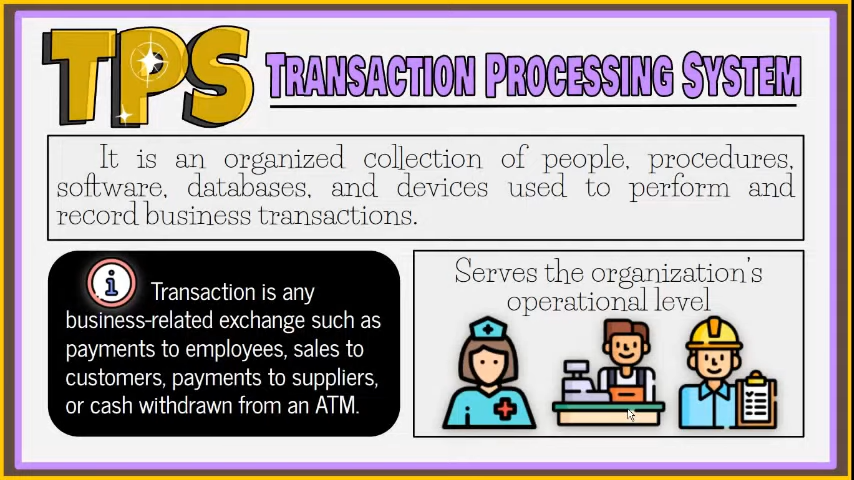 TPS
TRANSACTION PROCESSING SYSTEM
It is an organized collection of people, procedures,
software, databases, and devices used to perform and
record business transactions.
i
Transaction is any
business-related exchange such as
payments to employees, sales to
customers, payments to suppliers,
or cash withdrawn from an ATM.
Serves the organization's
operational level